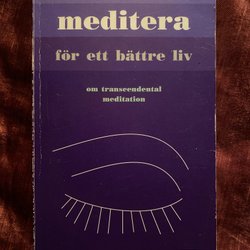 meditera
för ett bättre liv
om transcendental
meditation